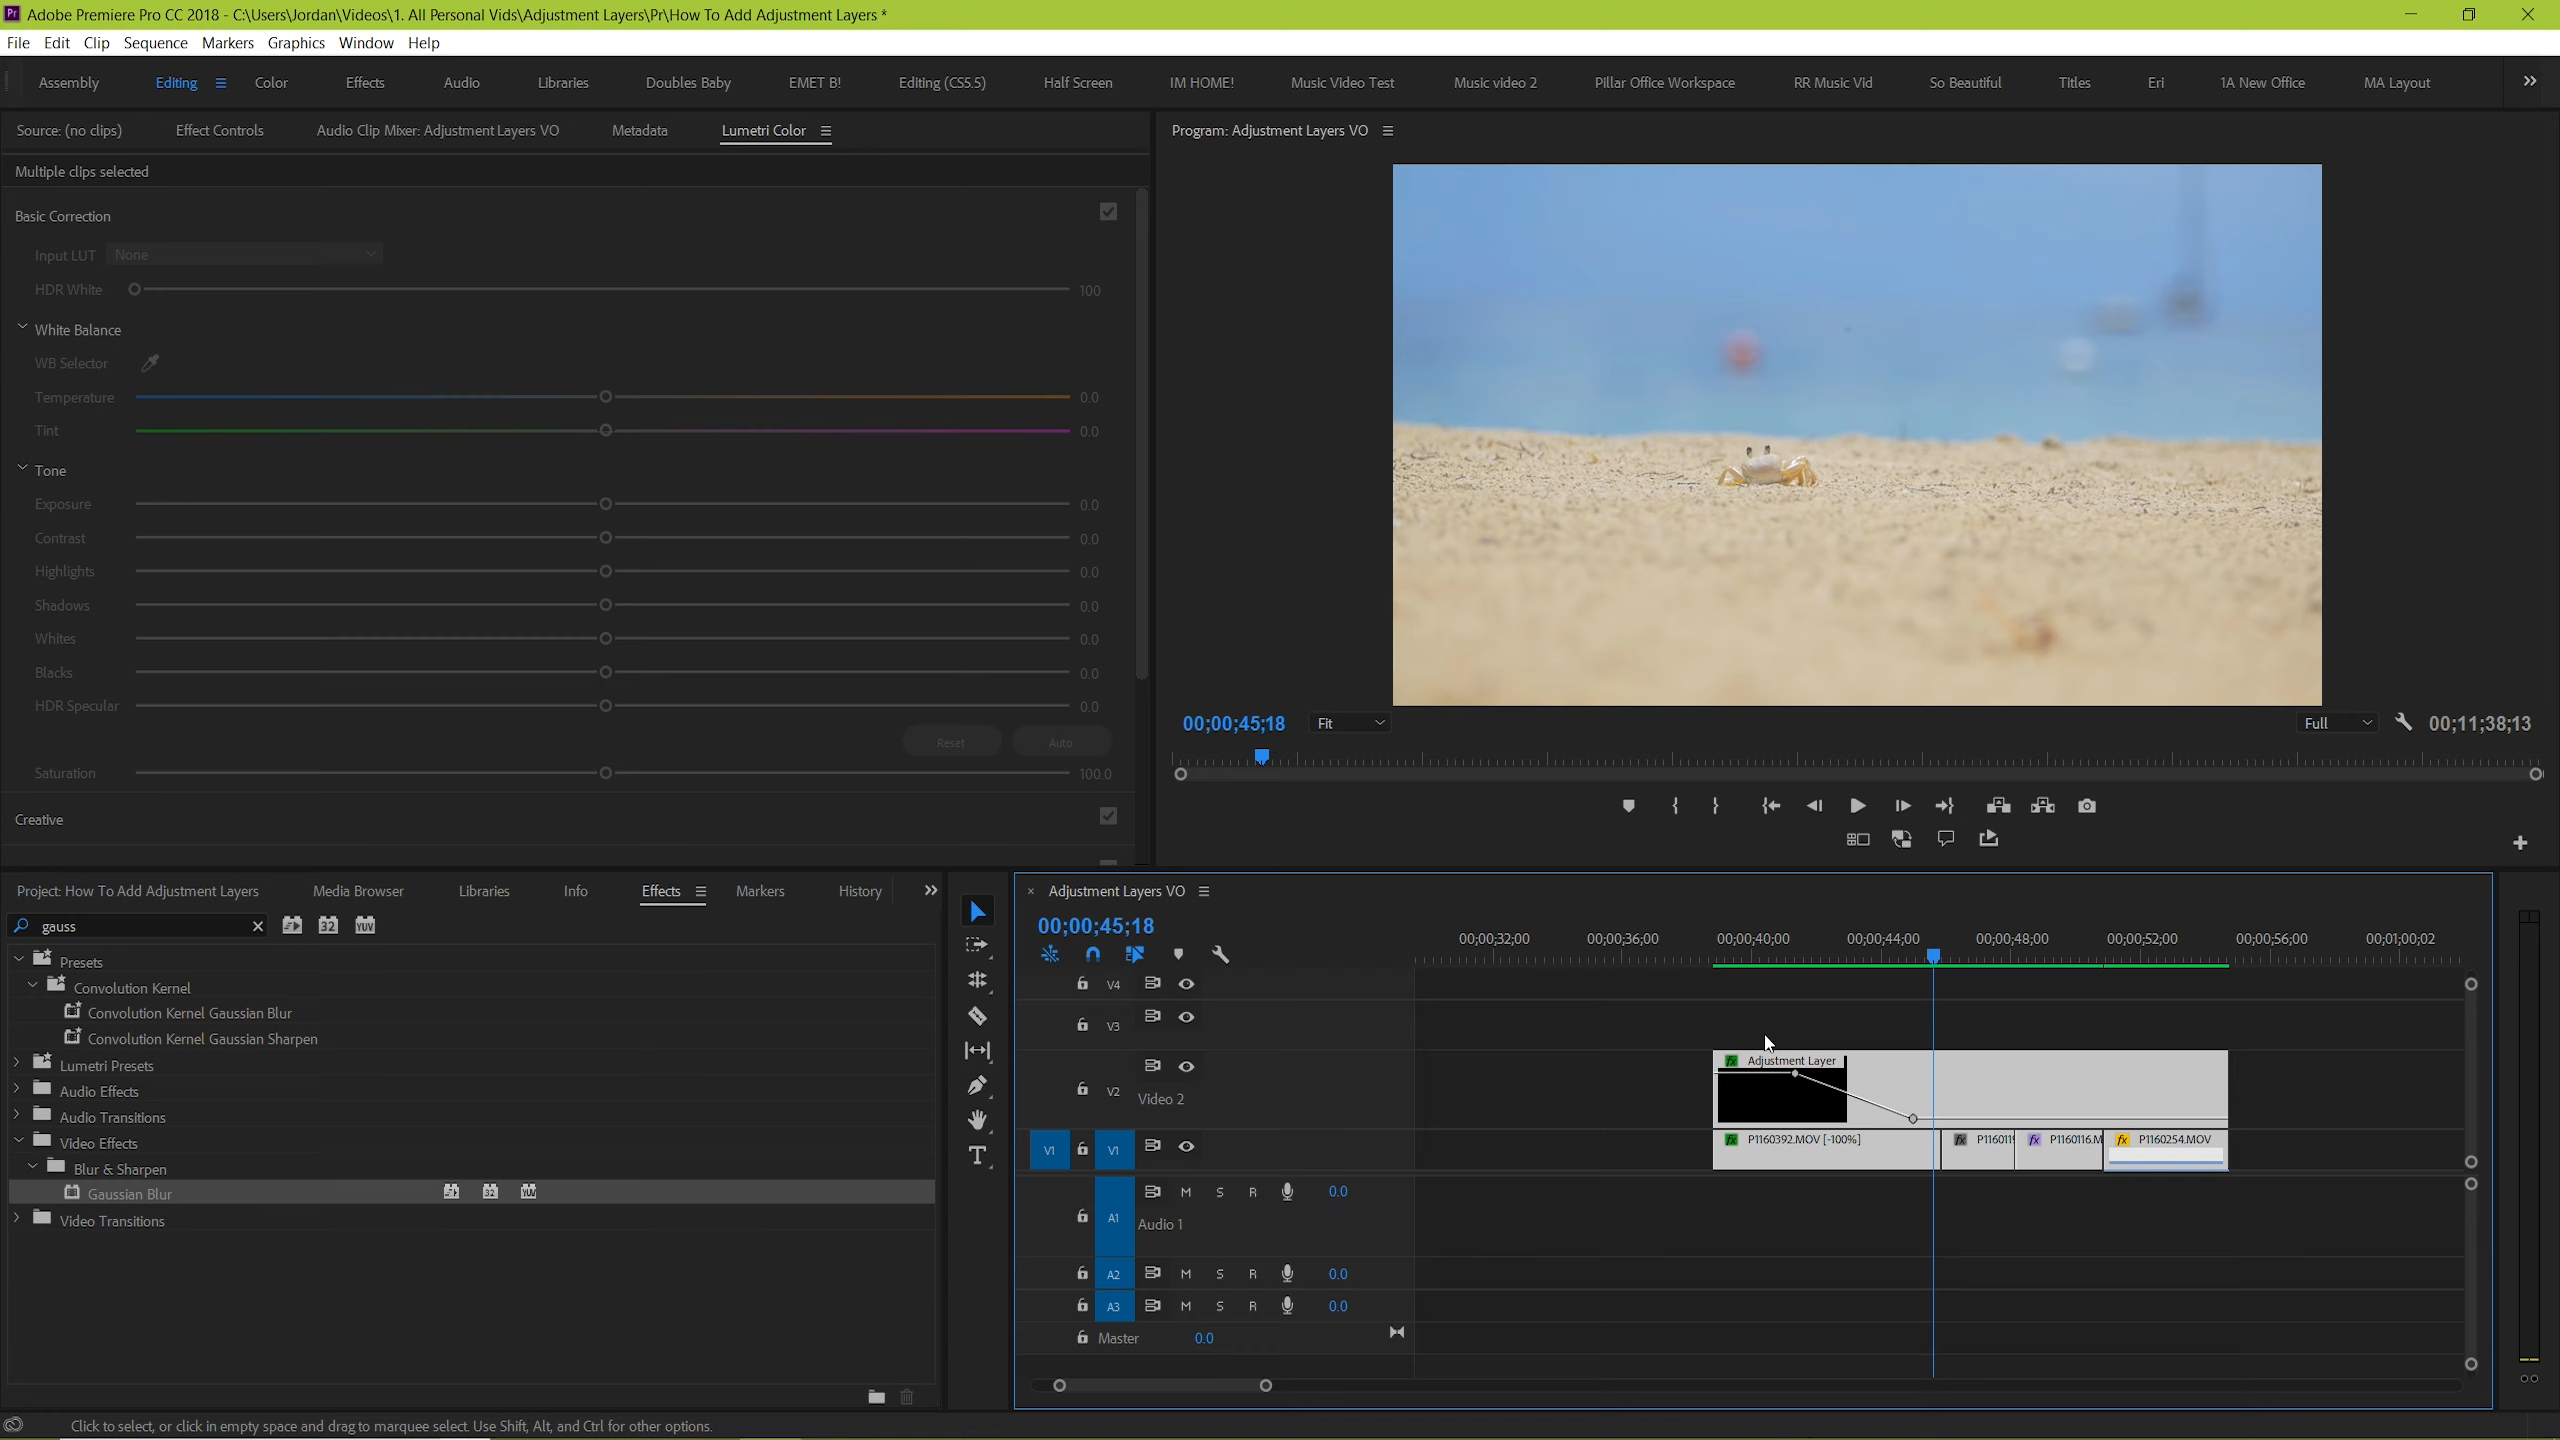 Adobe Premiere Pro CC 2018 - C:\Users\Jordan\Videos\1. All Personal Vids\Adjustment Layers\Pr\How To Add Adjustment Layers *
File Edit Clip Sequence Markers Graphics Window Help
Assembly Editing Color Effects Audio Libraries Doubles Baby EMET B! Editing (CS5.5) Half Screen IM HOME! Music Video Test Music video 2 Pillar Office Workspace RR Music Vid So Beautiful Titles Eri 1A New Office MA Layout
Source: (no clips) Effect Controls Audio Clip Mixer: Adjustment Layers VO Metadata Lumetri Color
Multiple clips selected
Basic Correction
Input LUT None
HDR White 100
White Balance
WB Selector
Temperature 0.0
Tint 0.0
Tone
Exposure 0.0
Contrast 0.0
Highlights 0.0
Shadows 0.0
Whites 0.0
Blacks 0.0
HDR Specular 0.0
Reset Auto
Saturation 100.0
Creative
Program: Adjustment Layers VO
00;00;45;18 Fit Full 00;11;38;13
Project: How To Add Adjustment Layers Media Browser Libraries Info Effects Markers History
gauss 32 YUV
Presets
Convolution Kernel
Convolution Kernel Gaussian Blur
Convolution Kernel Gaussian Sharpen
Lumetri Presets
Audio Effects
Audio Transitions
Video Effects
Blur & Sharpen
Gaussian Blur 32 YUV
Video Transitions
Adjustment Layers VO
00;00;45;18
00;00;32;00 00;00;36;00 00;00;40;00 00;00;44;00 00;00;48;00 00;00;52;00 00;00;56;00 00;01;00;02
V4
V3
fx Adjustment Layer
V2 Video 2
V1 V1 fx P1160392.MOV [-100%] fx P116011 fx P1160116.M fx P1160254.MOV
M S R 0.0
A1 Audio 1
A2 M S R 0.0
A3 M S R 0.0
Master 0.0
Click to select, or click in empty space and drag to marquee select. Use Shift, Alt, and Ctrl for other options.